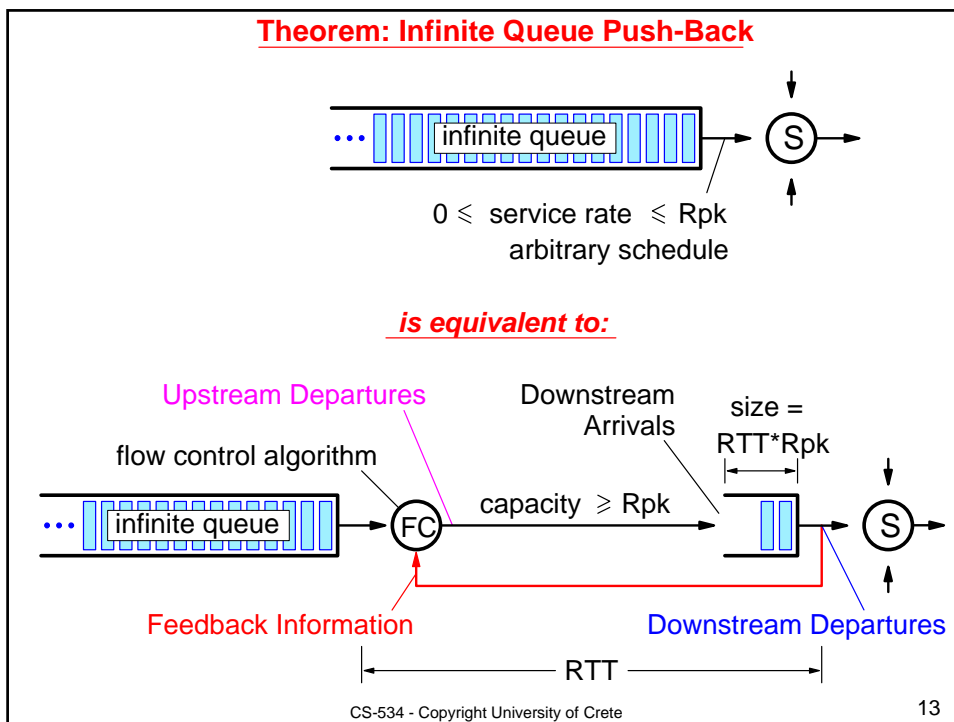 Theorem: Infinite Queue Push-Back
infinite queue
S
0 ⩽ service rate ⩽ Rpk
arbitrary schedule
is equivalent to:
Upstream Departures
Downstream
Arrivals
size =
RTT*Rpk
flow control algorithm
infinite queue
FC
capacity ⩾ Rpk
S
Feedback Information
Downstream Departures
RTT
CS-534 - Copyright University of Crete
13